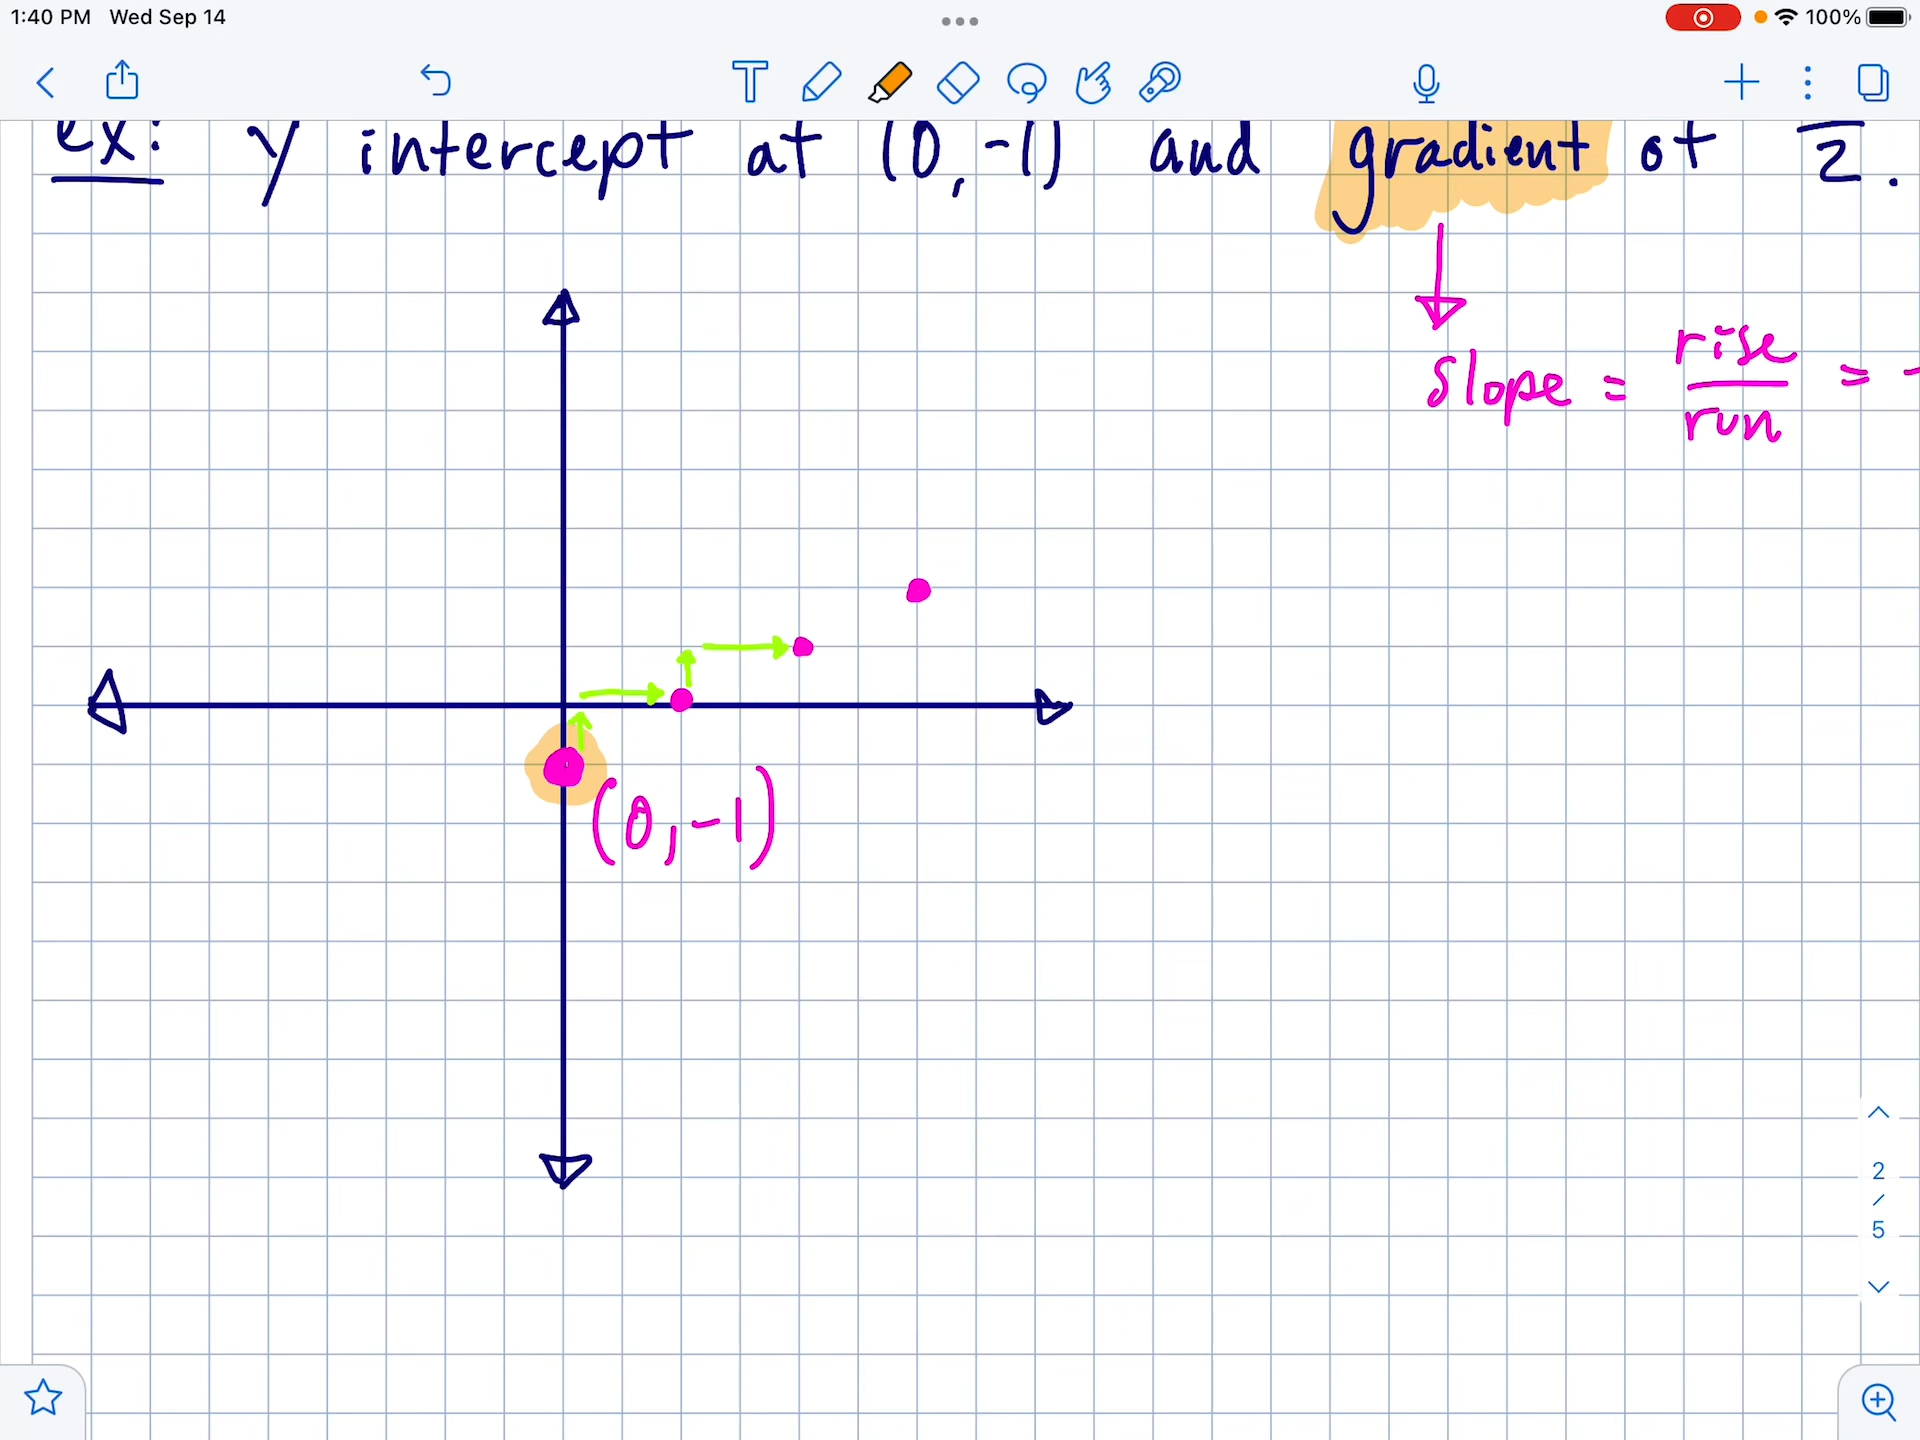 1:40 PM Wed Sep 14
100%
T
ex: y intercept at (0, -1) and gradient of 2.
slope = rise/run =
(0, -1)
2
/
5